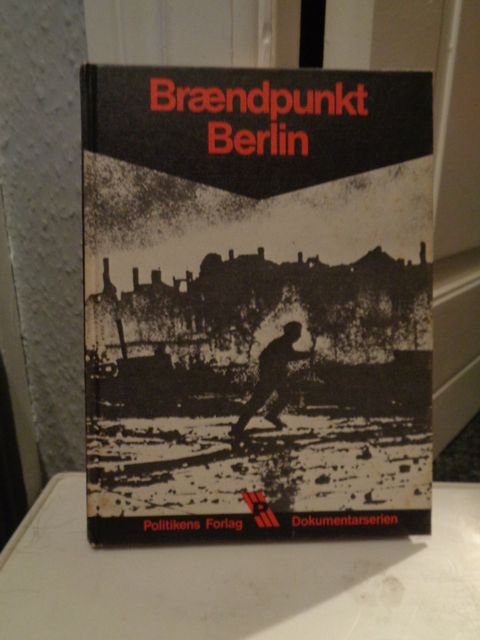 Brændpunkt
Berlin
Politikens Forlag Dokumentarserien